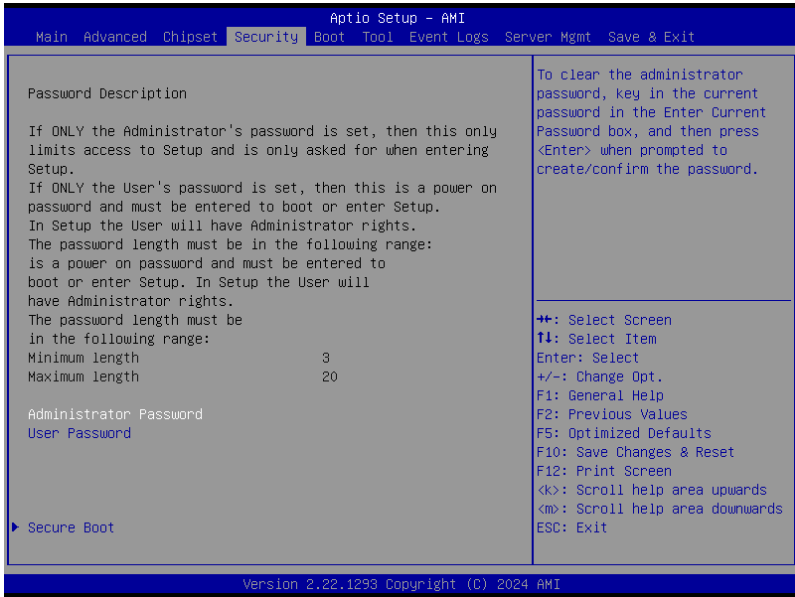 Aptio Setup - AMI
Main Advanced Chipset Security Boot Tool Event Logs Server Mgmt Save & Exit
Password Description
If ONLY the Administrator's password is set, then this only
limits access to Setup and is only asked for when entering
Setup.
If ONLY the User's password is set, then this is a power on
password and must be entered to boot or enter Setup.
In Setup the User will have Administrator rights.
The password length must be in the following range:
is a power on password and must be entered to
boot or enter Setup. In Setup the User will
have Administrator rights.
The password length must be
in the following range:
Minimum length 3
Maximum length 20
Administrator Password
User Password
Secure Boot
To clear the administrator
password, key in the current
password in the Enter Current
Password box, and then press
<Enter> when prompted to
create/confirm the password.
→←: Select Screen
↑↓: Select Item
Enter: Select
+/-: Change Opt.
F1: General Help
F2: Previous Values
F5: Optimized Defaults
F10: Save Changes & Reset
F12: Print Screen
<k>: Scroll help area upwards
<m>: Scroll help area downwards
ESC: Exit
Version 2.22.1293 Copyright (C) 2024 AMI